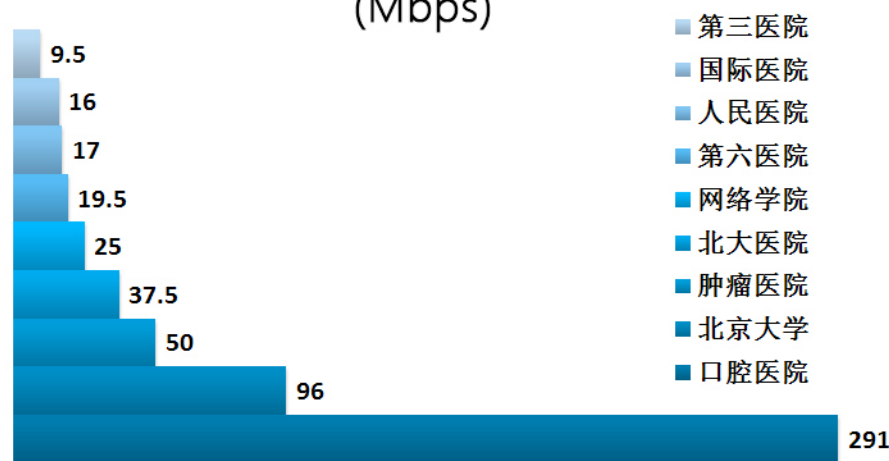 (Mbps)
9.5
16
17
19.5
25
37.5
50
96
291
第三医院
国际医院
人民医院
第六医院
网络学院
北大医院
肿瘤医院
北京大学
口腔医院